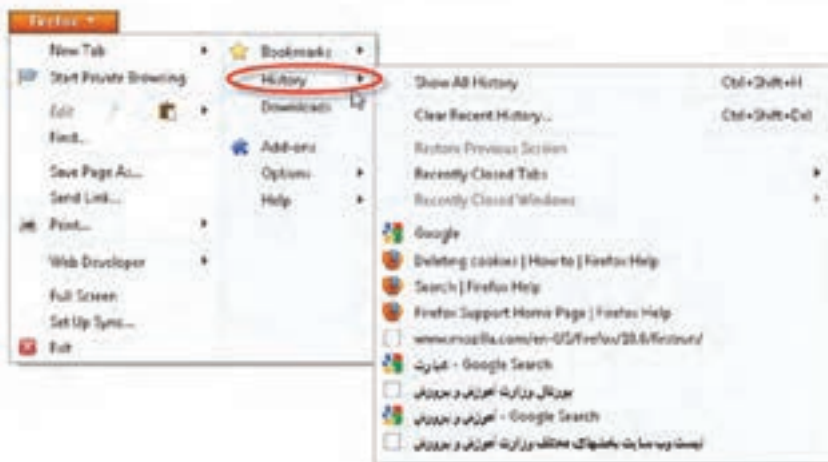 Firefox
New Tab
Start Private Browsing
Edit
Find...
Save Page As...
Send Link...
Print...
Web Developer
Full Screen
Set Up Sync...
Exit
Bookmarks
History
Downloads
Add-ons
Options
Help
Show All History Ctrl+Shift+H
Clear Recent History... Ctrl+Shift+Del
Restore Previous Session
Recently Closed Tabs
Recently Closed Windows
Google
Deleting cookies | How to | Firefox Help
Search | Firefox Help
Firefox Support Home Page | Firefox Help
www.mozilla.com/en-US/firefox/10.0/firstrun/
عبارت - Google Search
پورتال وزارت آموزش و پرورش
آموزش و پرورش - Google Search
لیست وب سایت بخشهای مختلف وزارت آموزش و پرورش